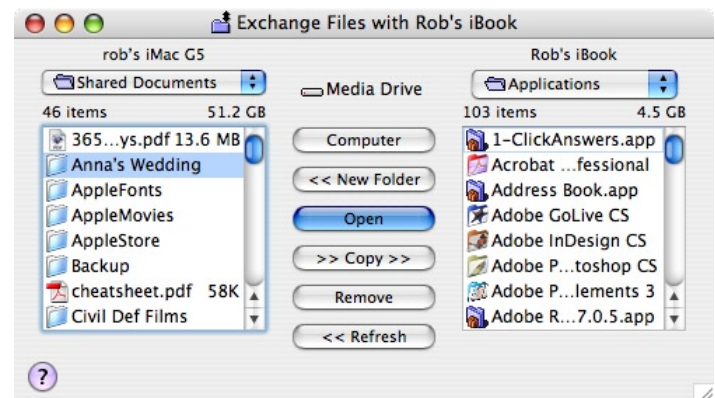 Exchange Files with Rob's iBook
rob's iMac G5
Shared Documents
46 items 51.2 GB
365...ys.pdf 13.6 MB
Anna's Wedding
AppleFonts
AppleMovies
AppleStore
Backup
cheatsheet.pdf 58K
Civil Def Films
Media Drive
Computer
<< New Folder
Open
>> Copy >>
Remove
<< Refresh
Rob's iBook
Applications
103 items 4.5 GB
1-ClickAnswers.app
Acrobat ...fessional
Address Book.app
Adobe GoLive CS
Adobe InDesign CS
Adobe P...toshop CS
Adobe P...lements 3
Adobe R...7.0.5.app
?